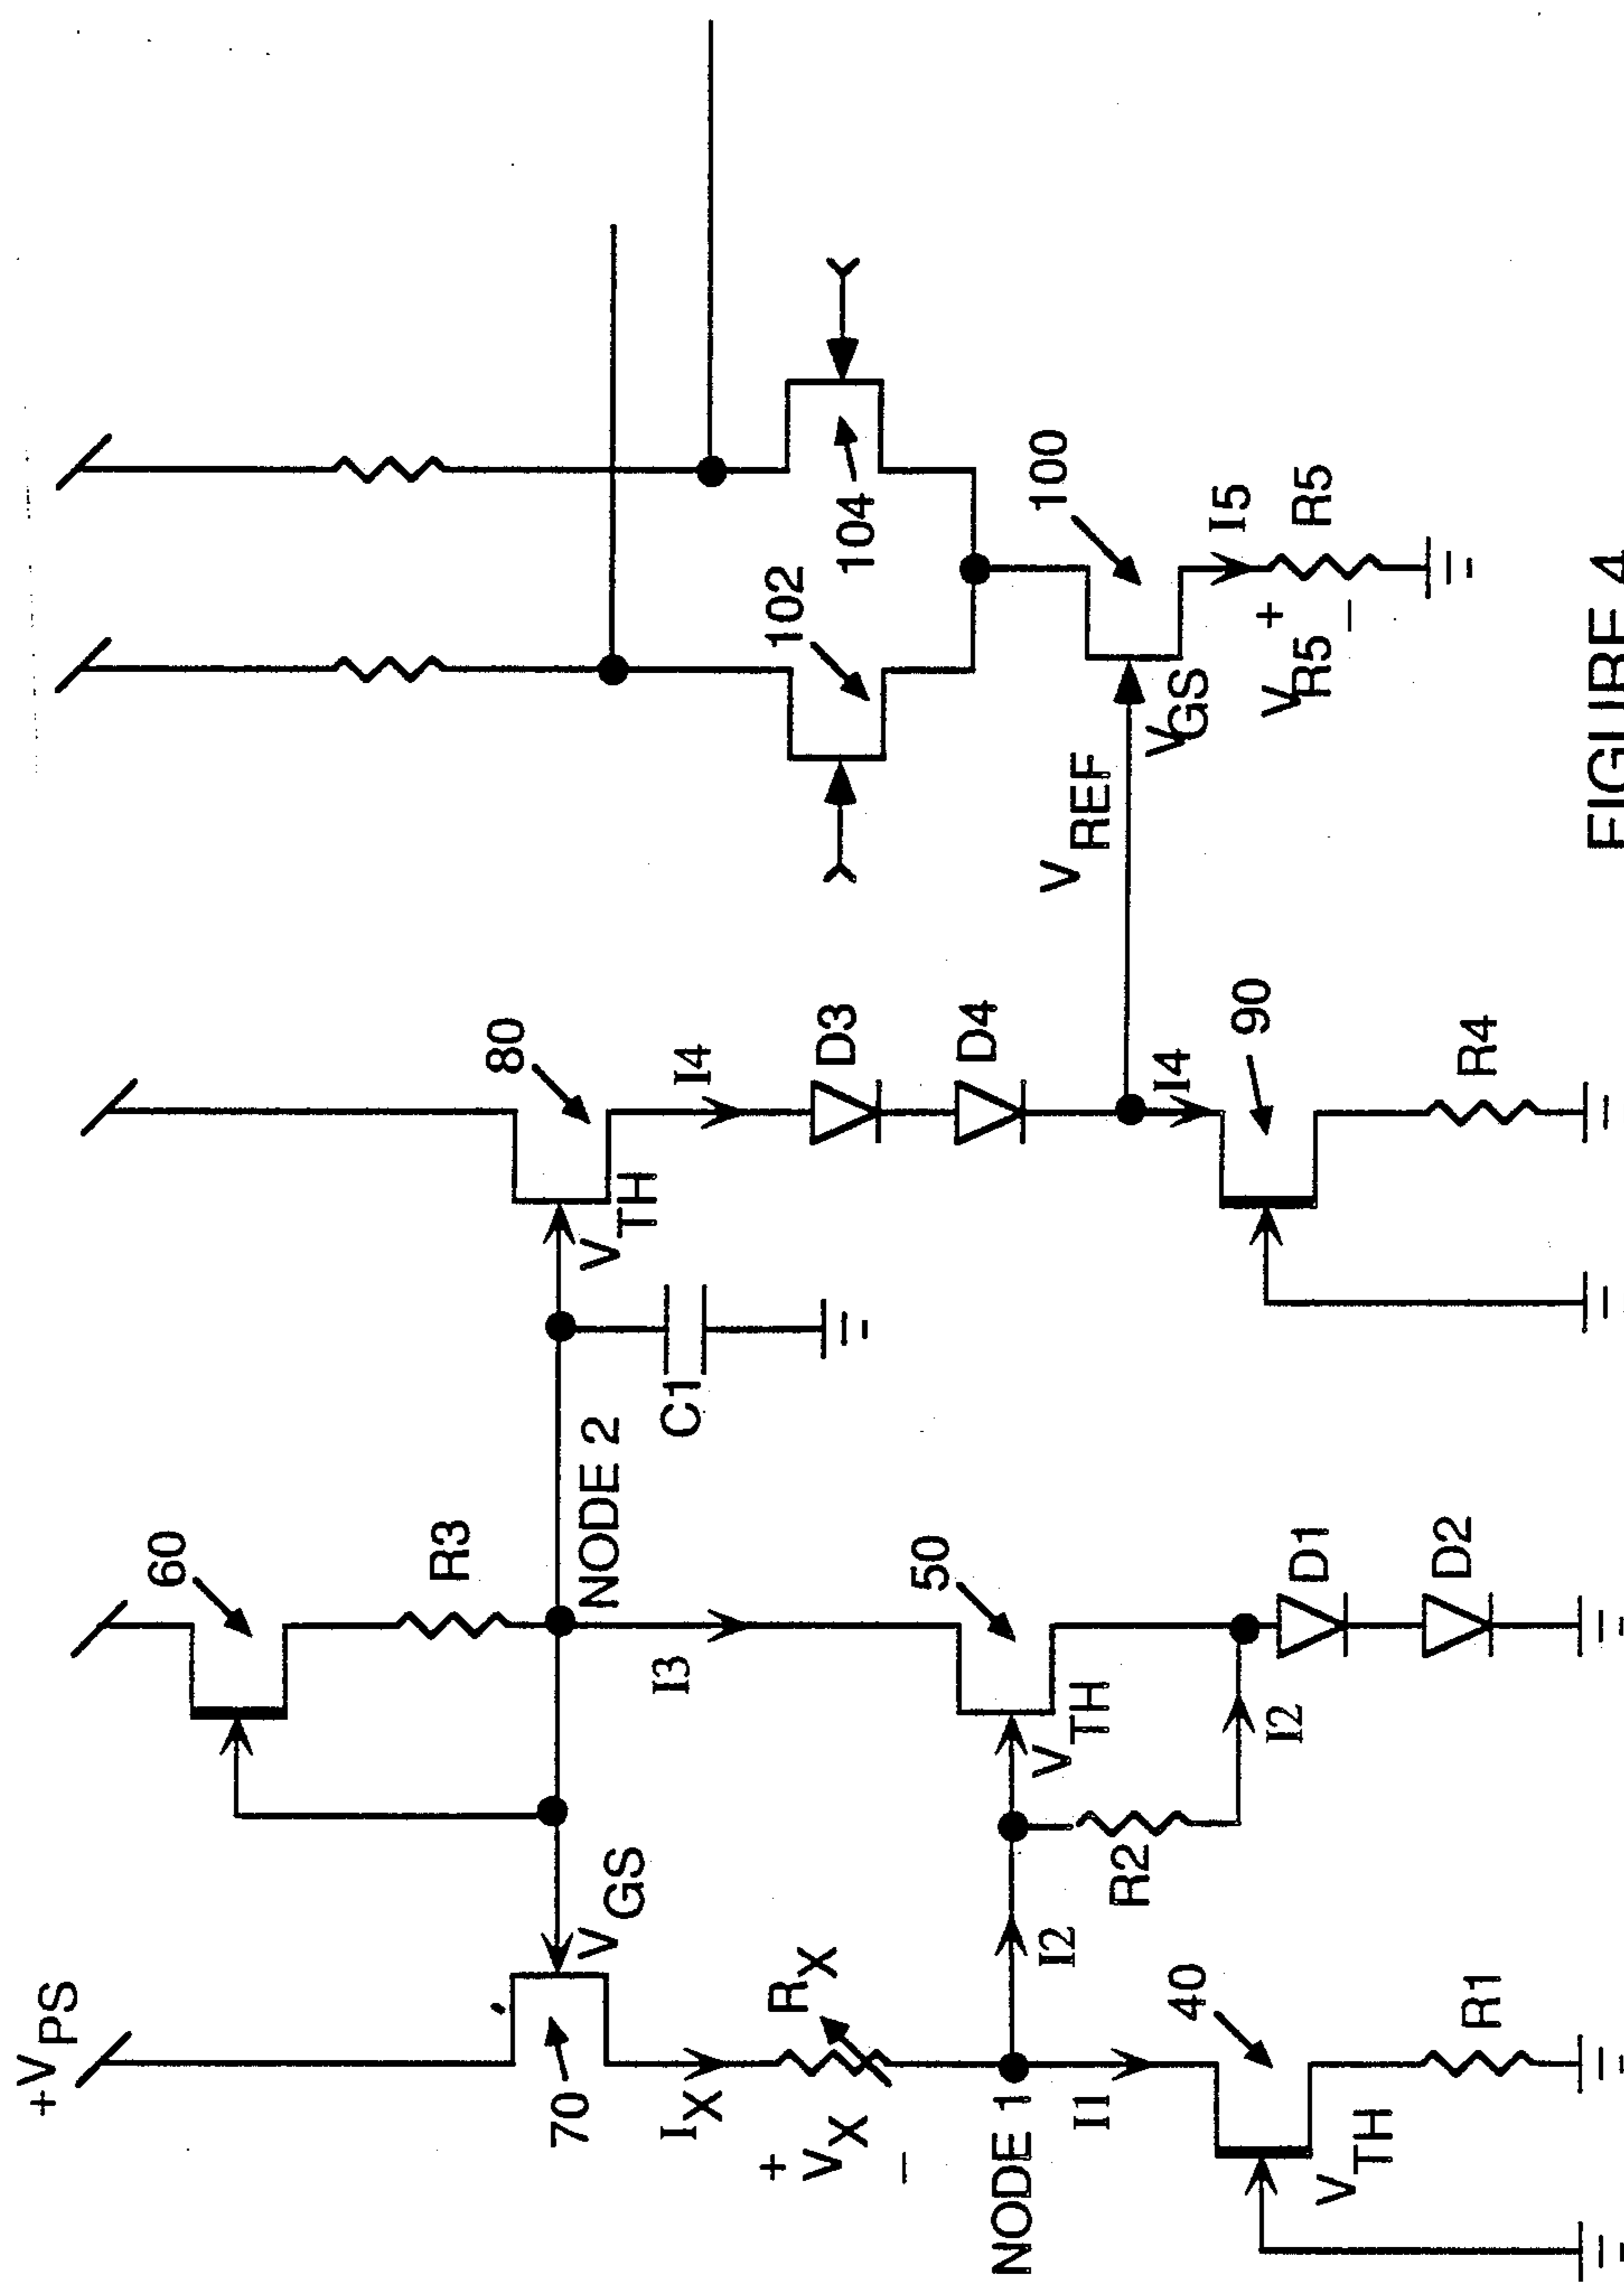 +VPS
60
R3
70
VGS
NODE 2
80
VTH
C1
I4
D3
D4
102
104
IX
+
VX
−
RX
I3
50
VREF
100
VGS
NODE 1
I2
VTH
R2
I2
I1
40
VTH
R1
D1
D2
I4
90
R4
I5
+
VR5
−
R5
FIGURE 4